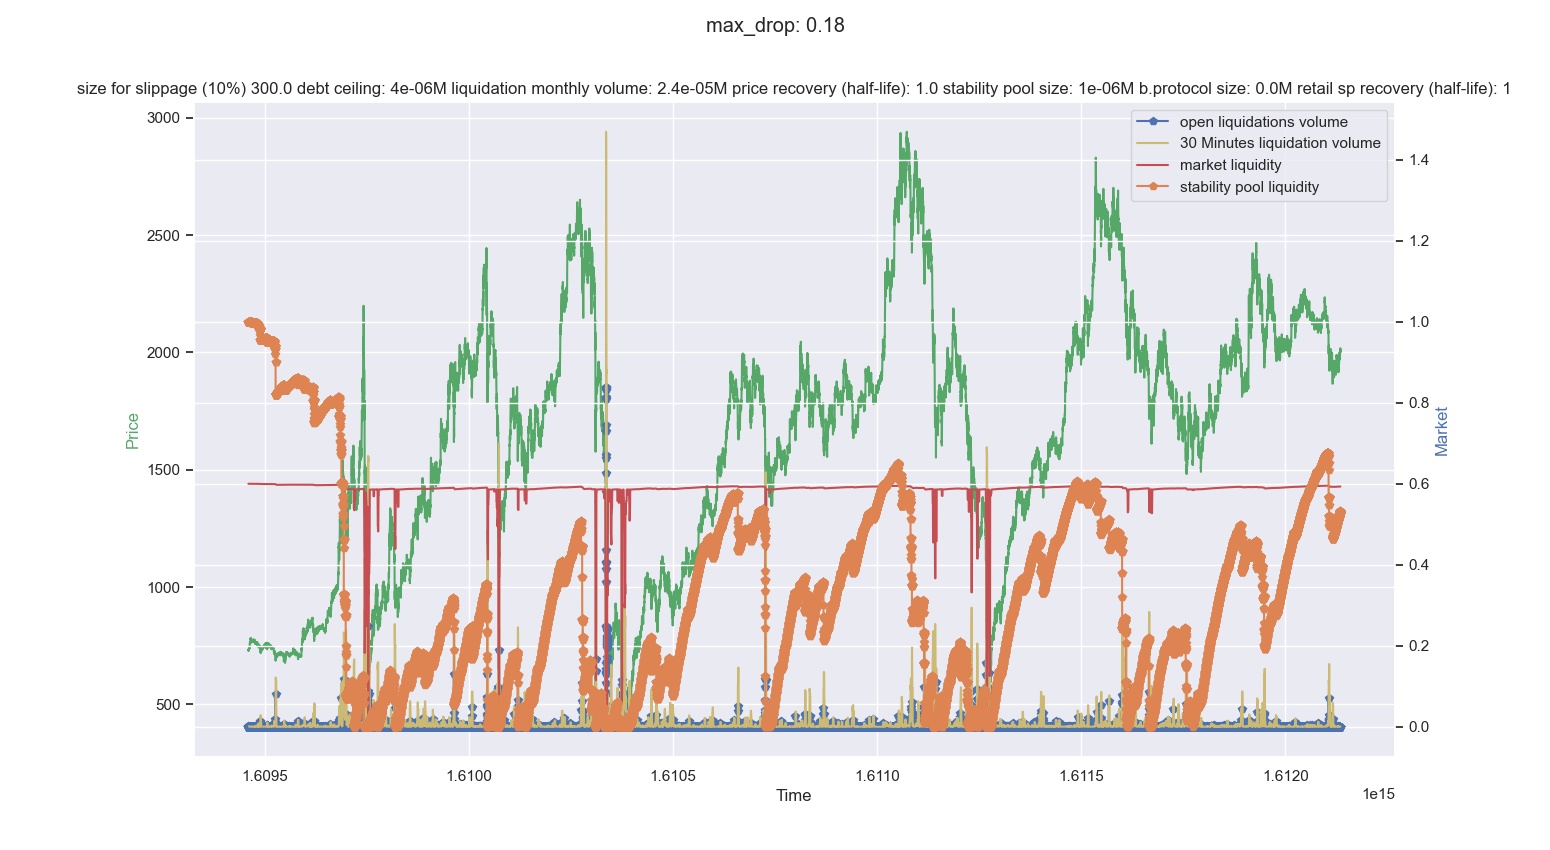 max_drop: 0.18
size for slippage (10%) 300.0 debt ceiling: 4e-06M liquidation monthly volume: 2.4e-05M price recovery (half-life): 1.0 stability pool size: 1e-06M b.protocol size: 0.0M retail sp recovery (half-life): 1
open liquidations volume
30 Minutes liquidation volume
market liquidity
stability pool liquidity
3000
2500
2000
1500
1000
500
Price
1.4
1.2
1.0
0.8
0.6
0.4
0.2
0.0
Market
1.6095 1.6100 1.6105 1.6110 1.6115 1.6120
1e15
Time